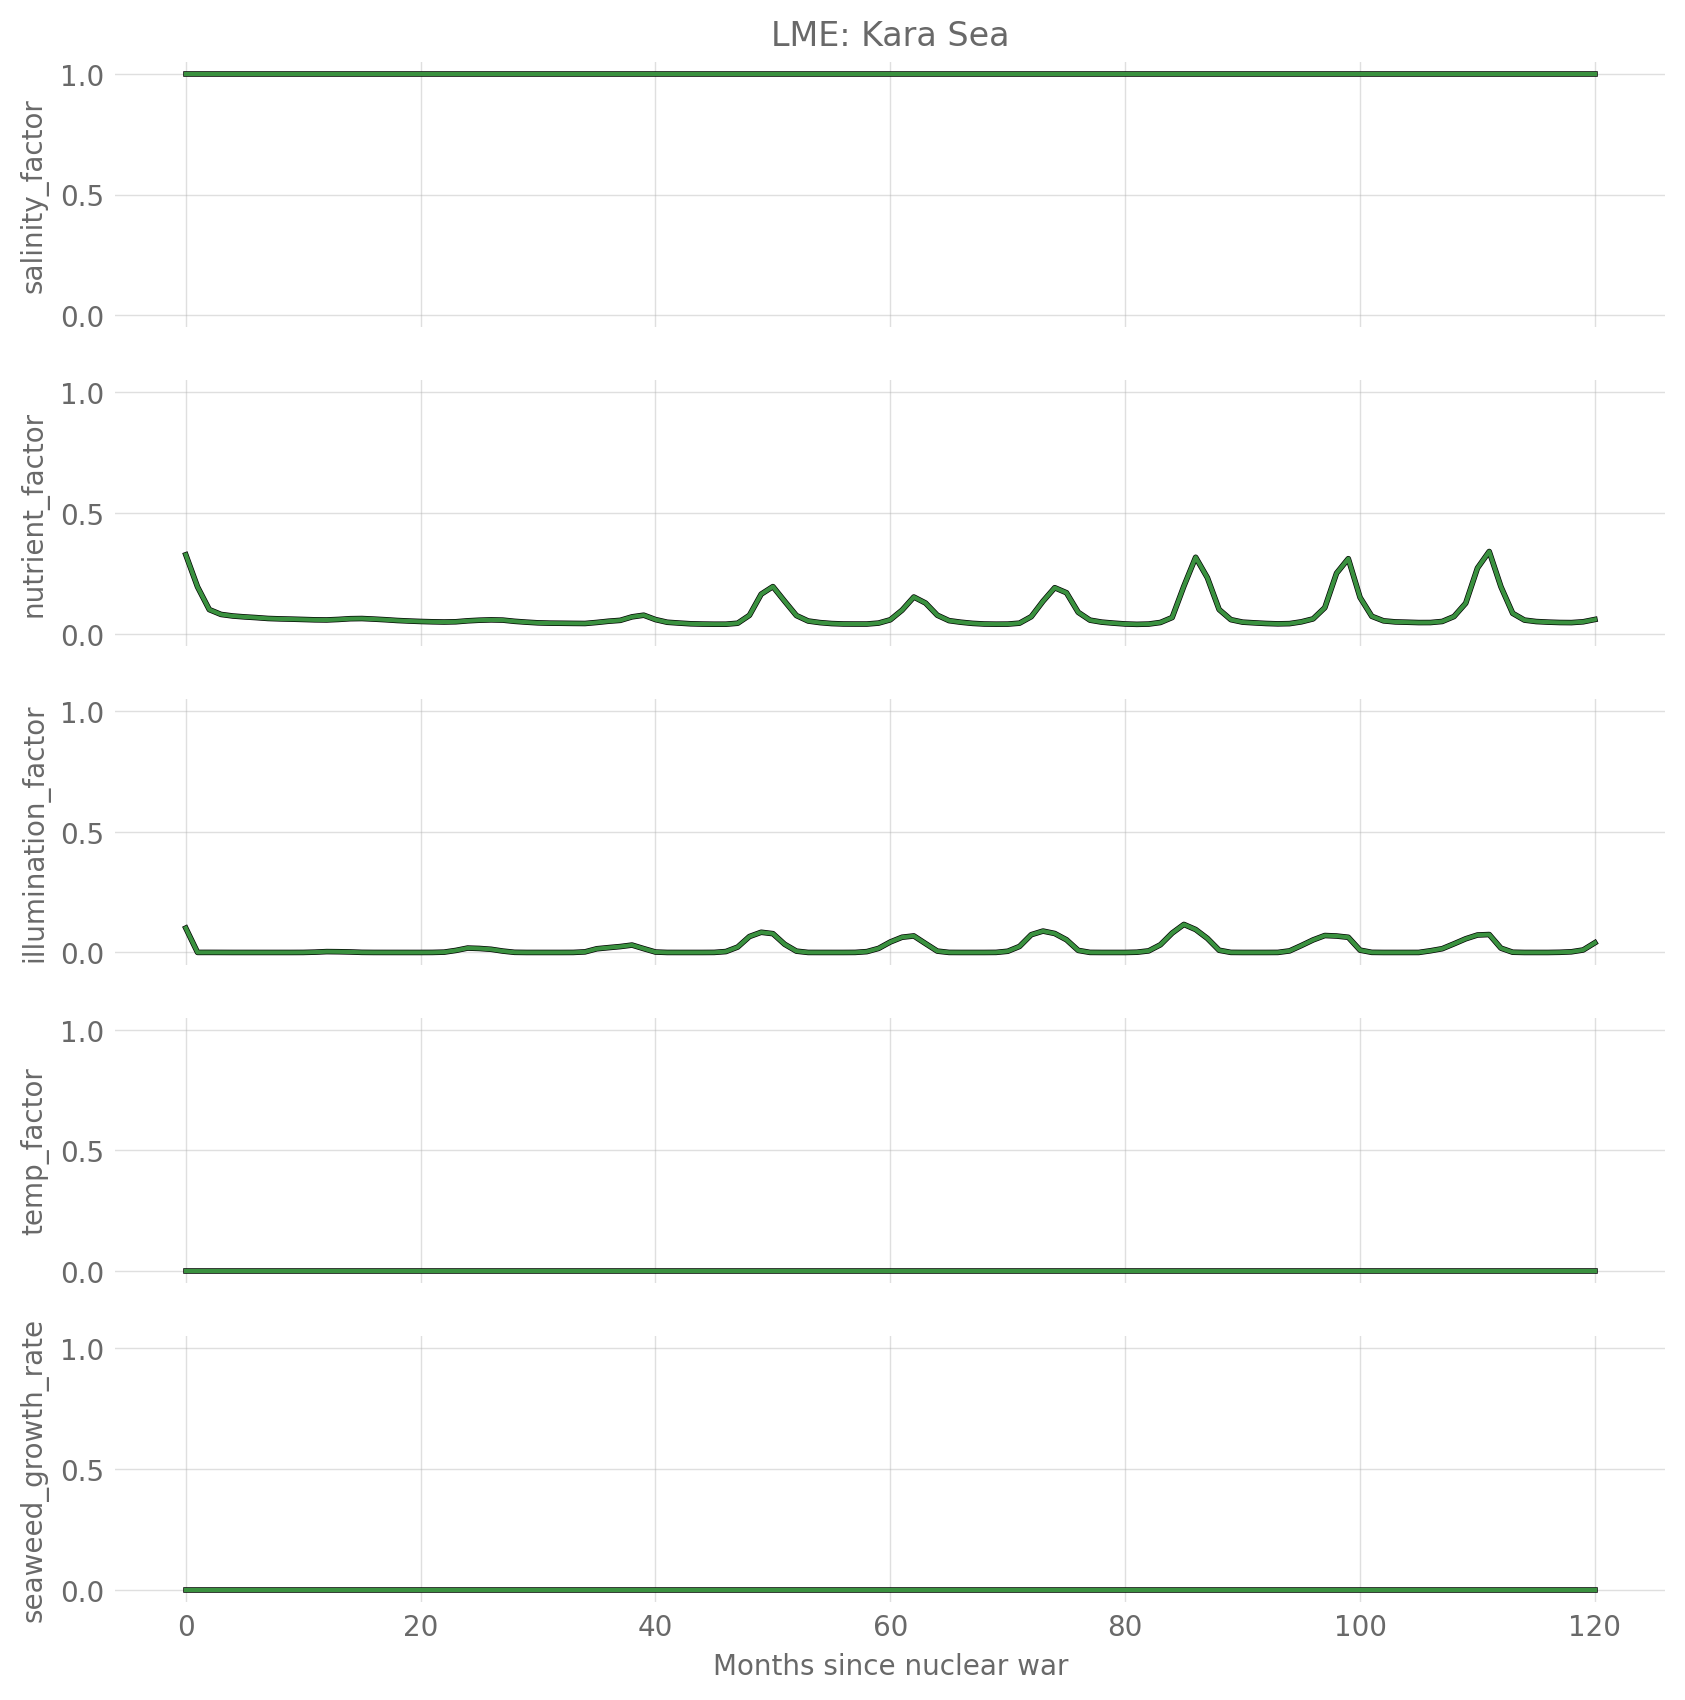 LME: Kara Sea
1.0
0.5
0.0
salinity_factor
1.0
0.5
0.0
nutrient_factor
1.0
0.5
0.0
illumination_factor
1.0
0.5
0.0
temp_factor
1.0
0.5
0.0
seaweed_growth_rate
0 20 40 60 80 100 120
Months since nuclear war